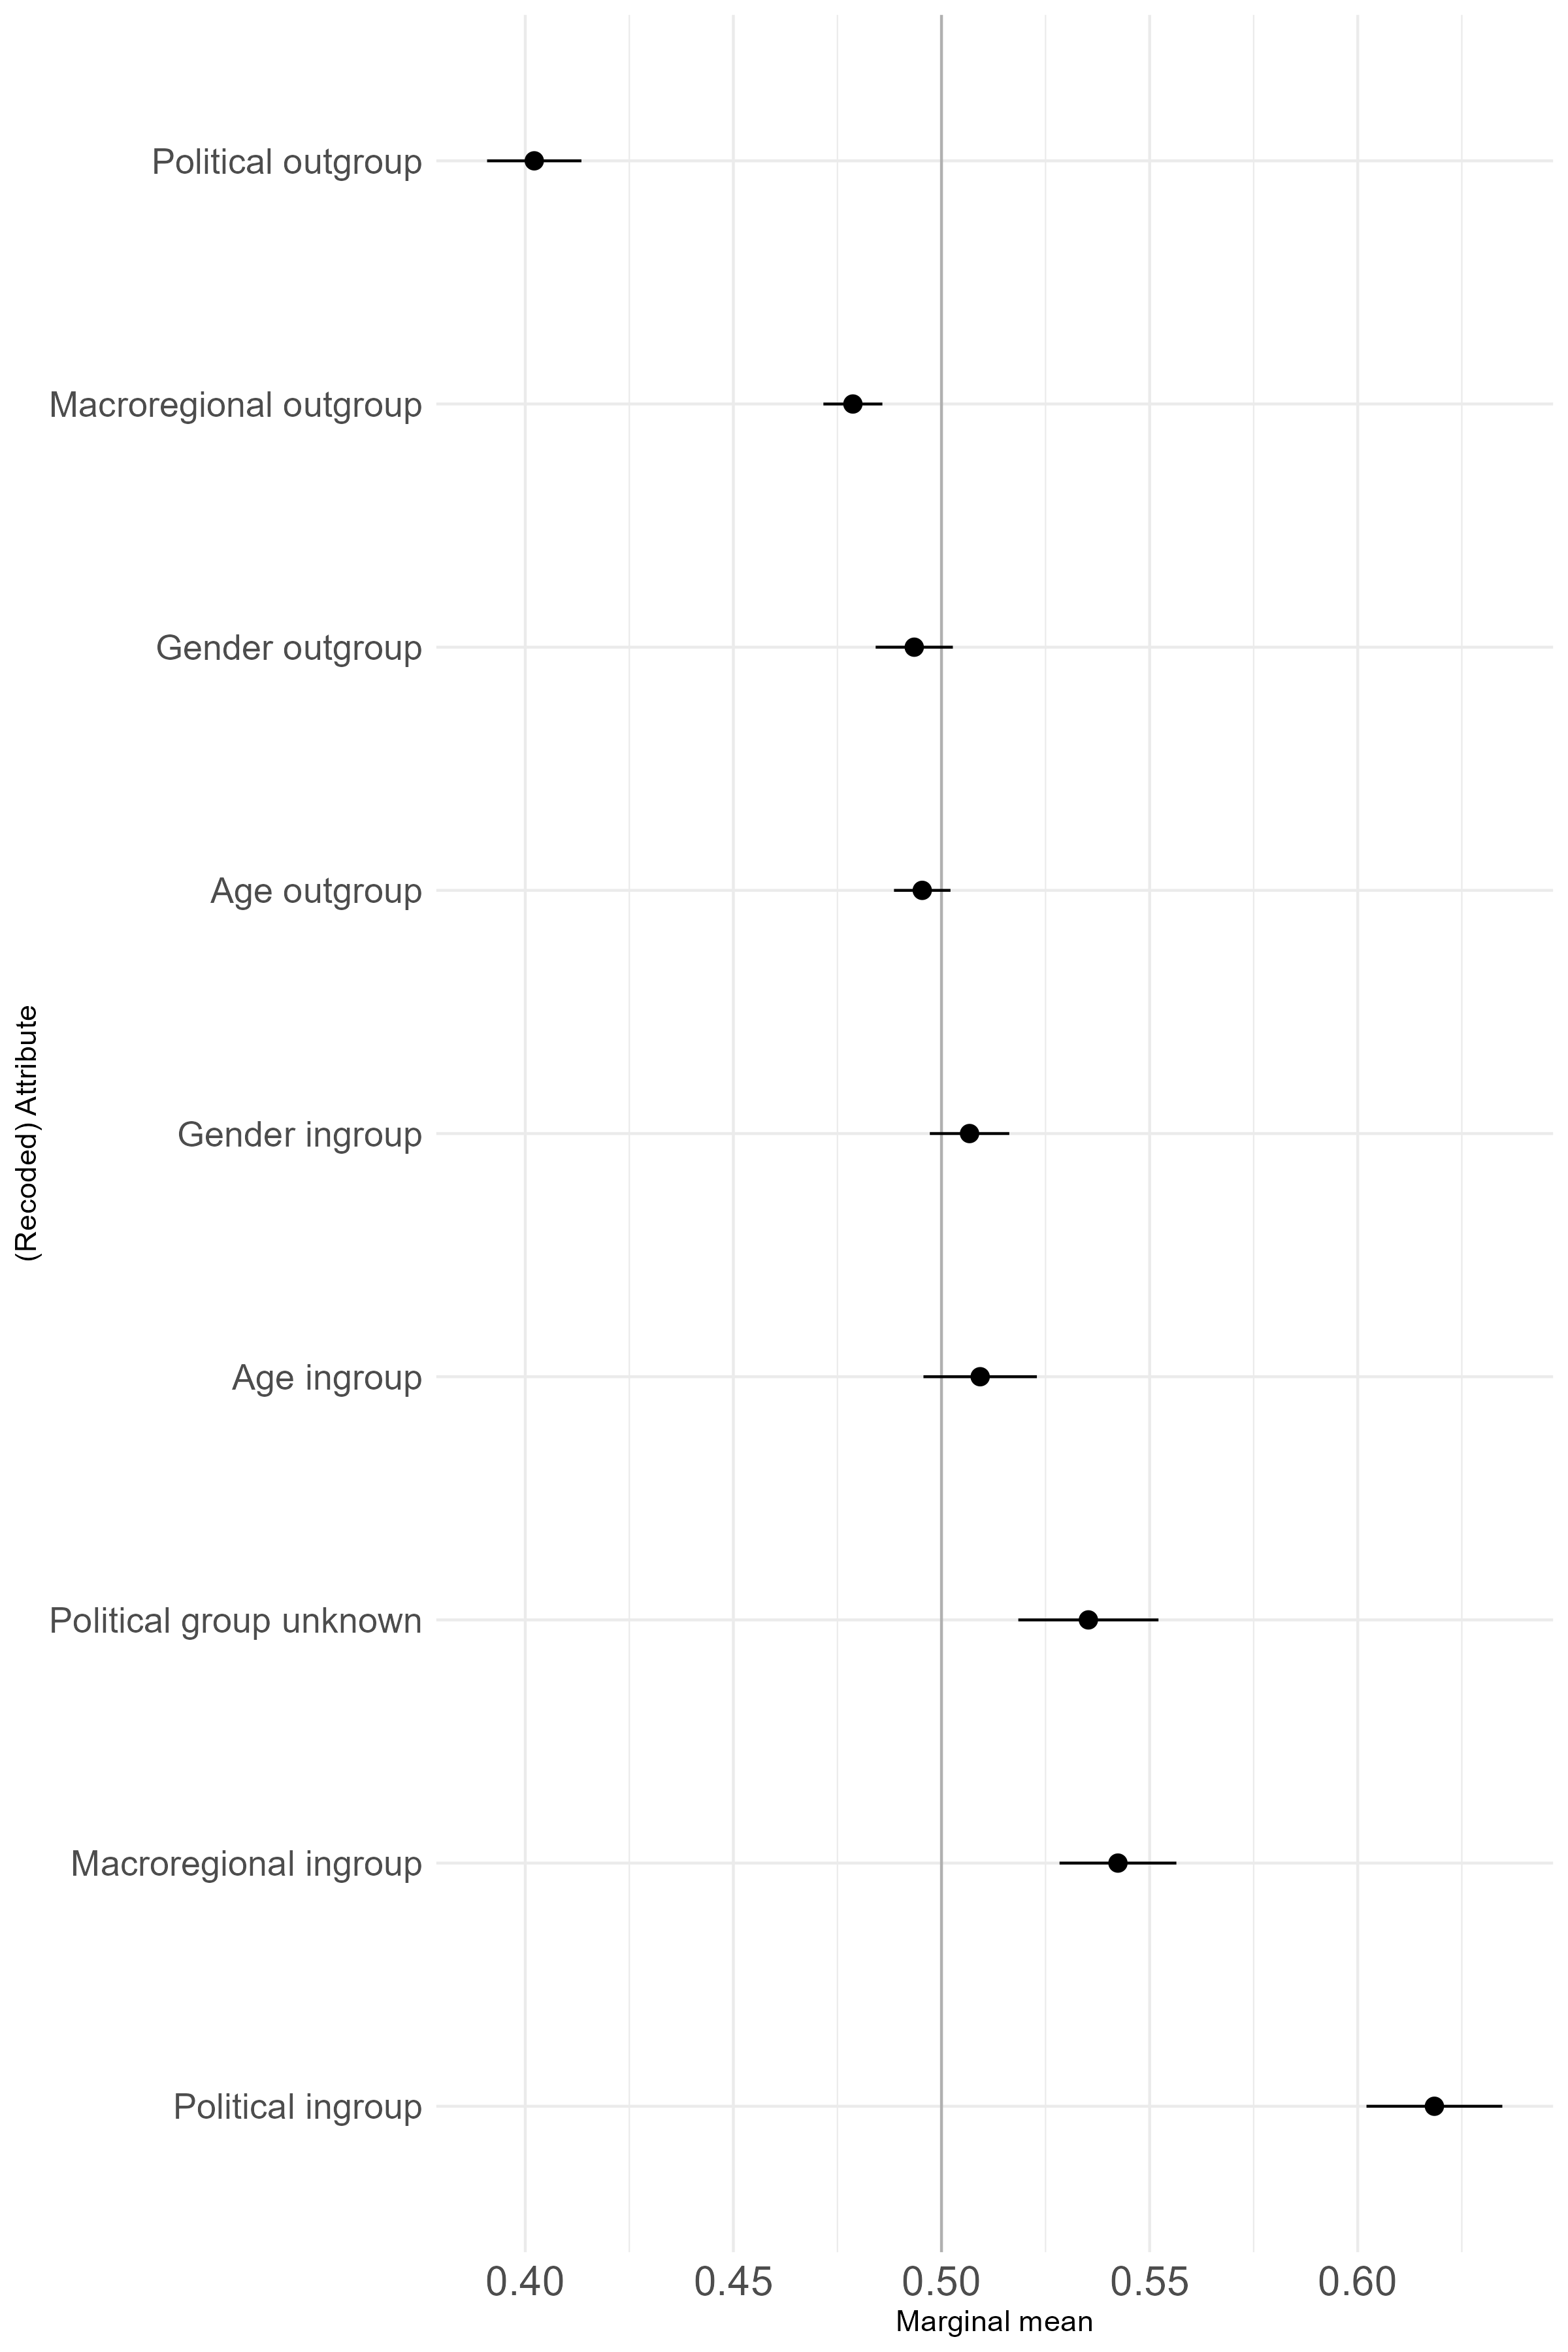 Political outgroup
Macroregional outgroup
Gender outgroup
Age outgroup
Gender ingroup
Age ingroup
Political group unknown
Macroregional ingroup
Political ingroup
(Recoded) Attribute
0.40 0.45 0.50 0.55 0.60
Marginal mean